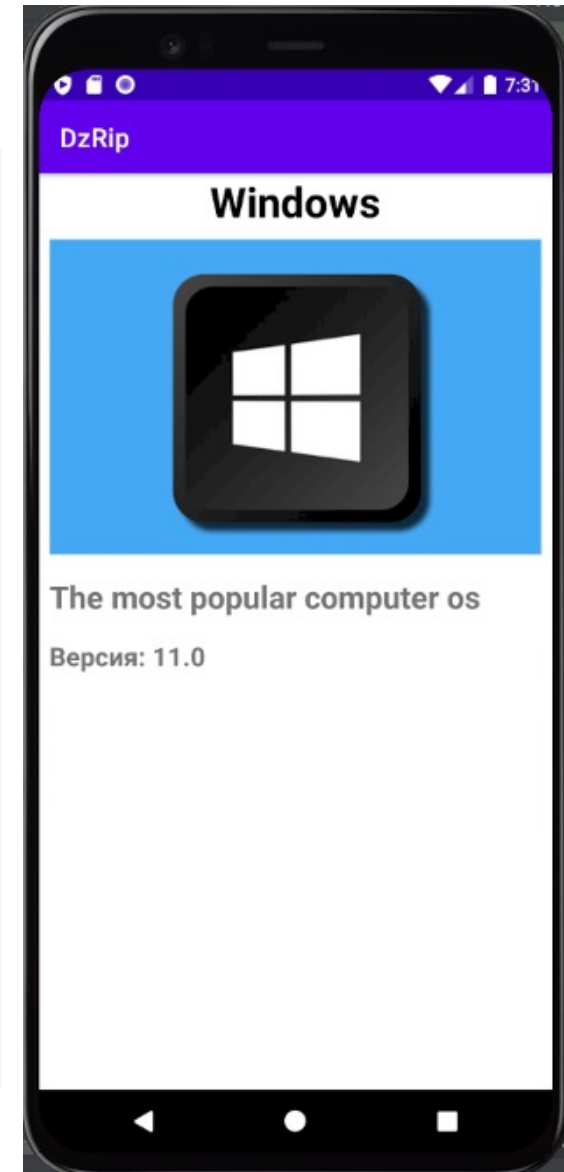 7:31
DzRip
Windows
The most popular computer os
Версия: 11.0